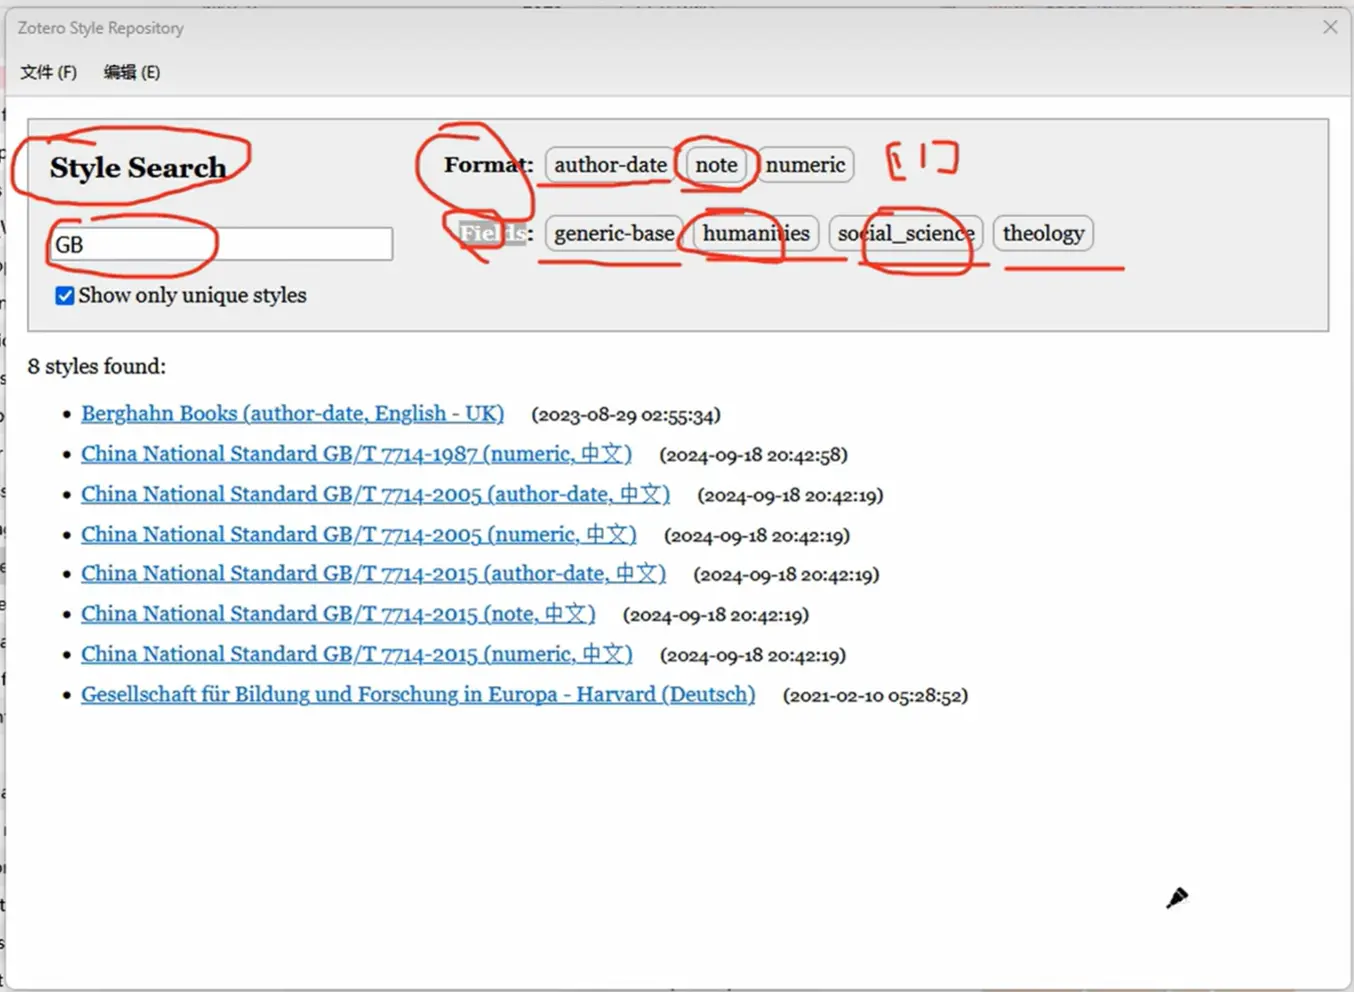 Zotero Style Repository
文件 (F) 编辑 (E)
Style Search
Format: author-date note numeric [1]
GB
Fields: generic-base humanities social_science theology
Show only unique styles
8 styles found:
• Berghahn Books (author-date, English - UK) (2023-08-29 02:55:34)
• China National Standard GB/T 7714-1987 (numeric, 中文) (2024-09-18 20:42:58)
• China National Standard GB/T 7714-2005 (author-date, 中文) (2024-09-18 20:42:19)
• China National Standard GB/T 7714-2005 (numeric, 中文) (2024-09-18 20:42:19)
• China National Standard GB/T 7714-2015 (author-date, 中文) (2024-09-18 20:42:19)
• China National Standard GB/T 7714-2015 (note, 中文) (2024-09-18 20:42:19)
• China National Standard GB/T 7714-2015 (numeric, 中文) (2024-09-18 20:42:19)
• Gesellschaft für Bildung und Forschung in Europa - Harvard (Deutsch) (2021-02-10 05:28:52)